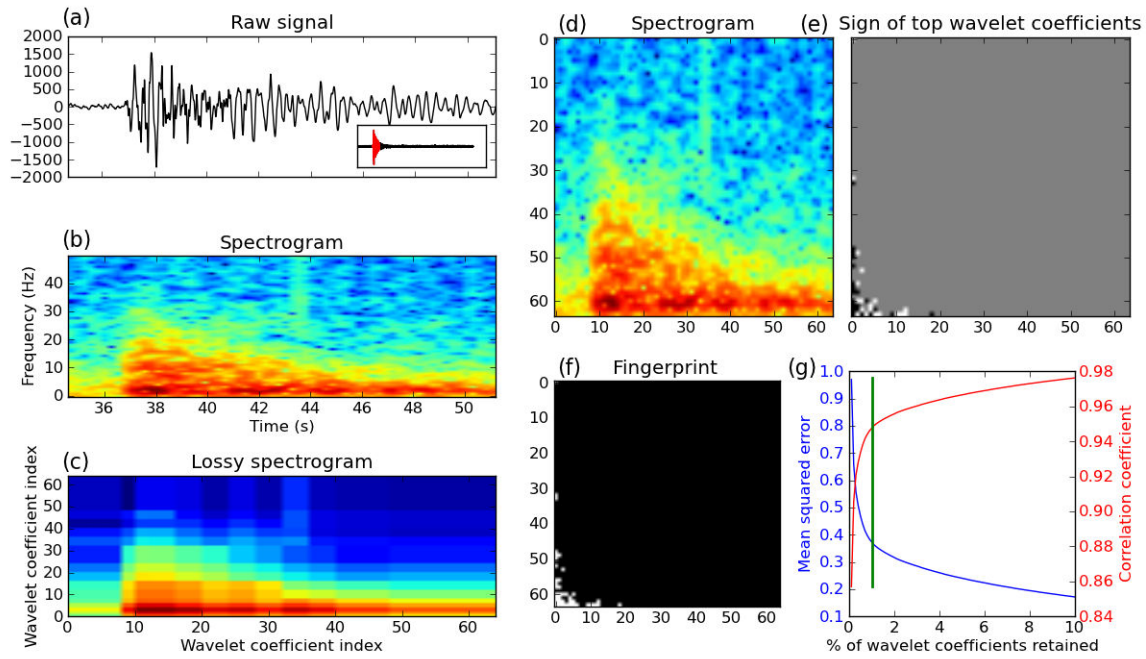 (a)
Raw signal
2000
1500
1000
500
0
−500
−1000
−1500
−2000
(b)
Spectrogram
Frequency (Hz)
40
30
20
10
0
36 38 40 42 44 46 48 50
Time (s)
(c)
Lossy spectrogram
Wavelet coefficient index
60
50
40
30
20
10
0
0 10 20 30 40 50 60
Wavelet coefficient index
(d)
Spectrogram
0
10
20
30
40
50
60
0 10 20 30 40 50 60
(e)
Sign of top wavelet coefficients
0 10 20 30 40 50 60
(f)
Fingerprint
0
10
20
30
40
50
60
0 10 20 30 40 50 60
(g)
Mean squared error
1.0
0.9
0.8
0.7
0.6
0.5
0.4
0.3
0.2
0.1
0.98
0.96
0.94
0.92
0.90
0.88
0.86
0.84
Correlation coefficient
0 2 4 6 8 10
% of wavelet coefficients retained